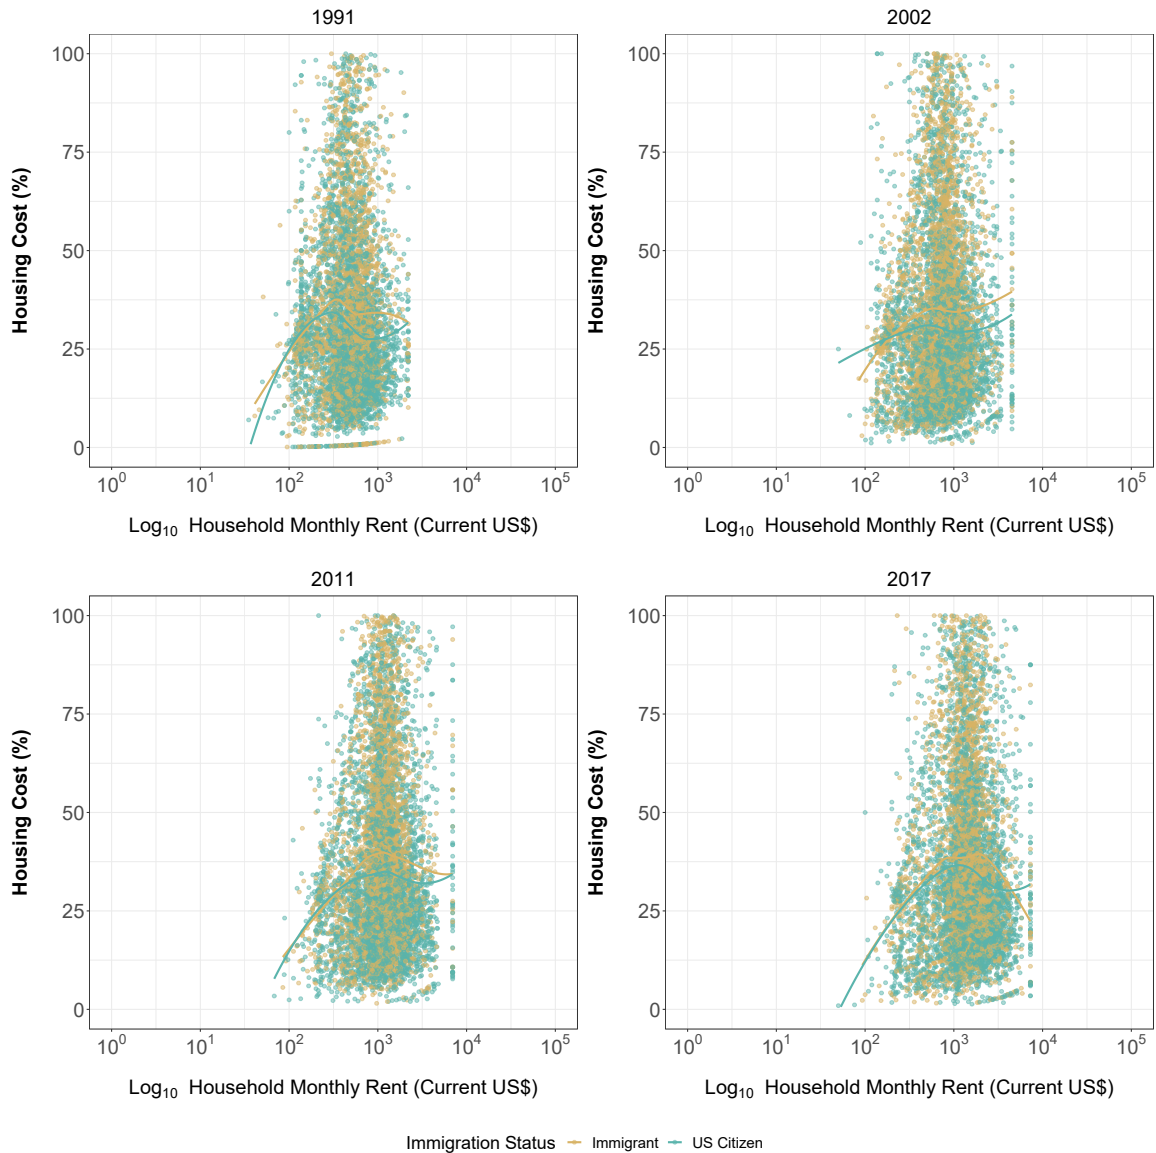 1991
2002
100
75
50
25
0
Housing Cost (%)
10^0 10^1 10^2 10^3 10^4 10^5
Log10 Household Monthly Rent (Current US$)
100
75
50
25
0
Housing Cost (%)
10^0 10^1 10^2 10^3 10^4 10^5
Log10 Household Monthly Rent (Current US$)
2011
2017
100
75
50
25
0
Housing Cost (%)
10^0 10^1 10^2 10^3 10^4 10^5
Log10 Household Monthly Rent (Current US$)
100
75
50
25
0
Housing Cost (%)
10^0 10^1 10^2 10^3 10^4 10^5
Log10 Household Monthly Rent (Current US$)
Immigration Status Immigrant US Citizen